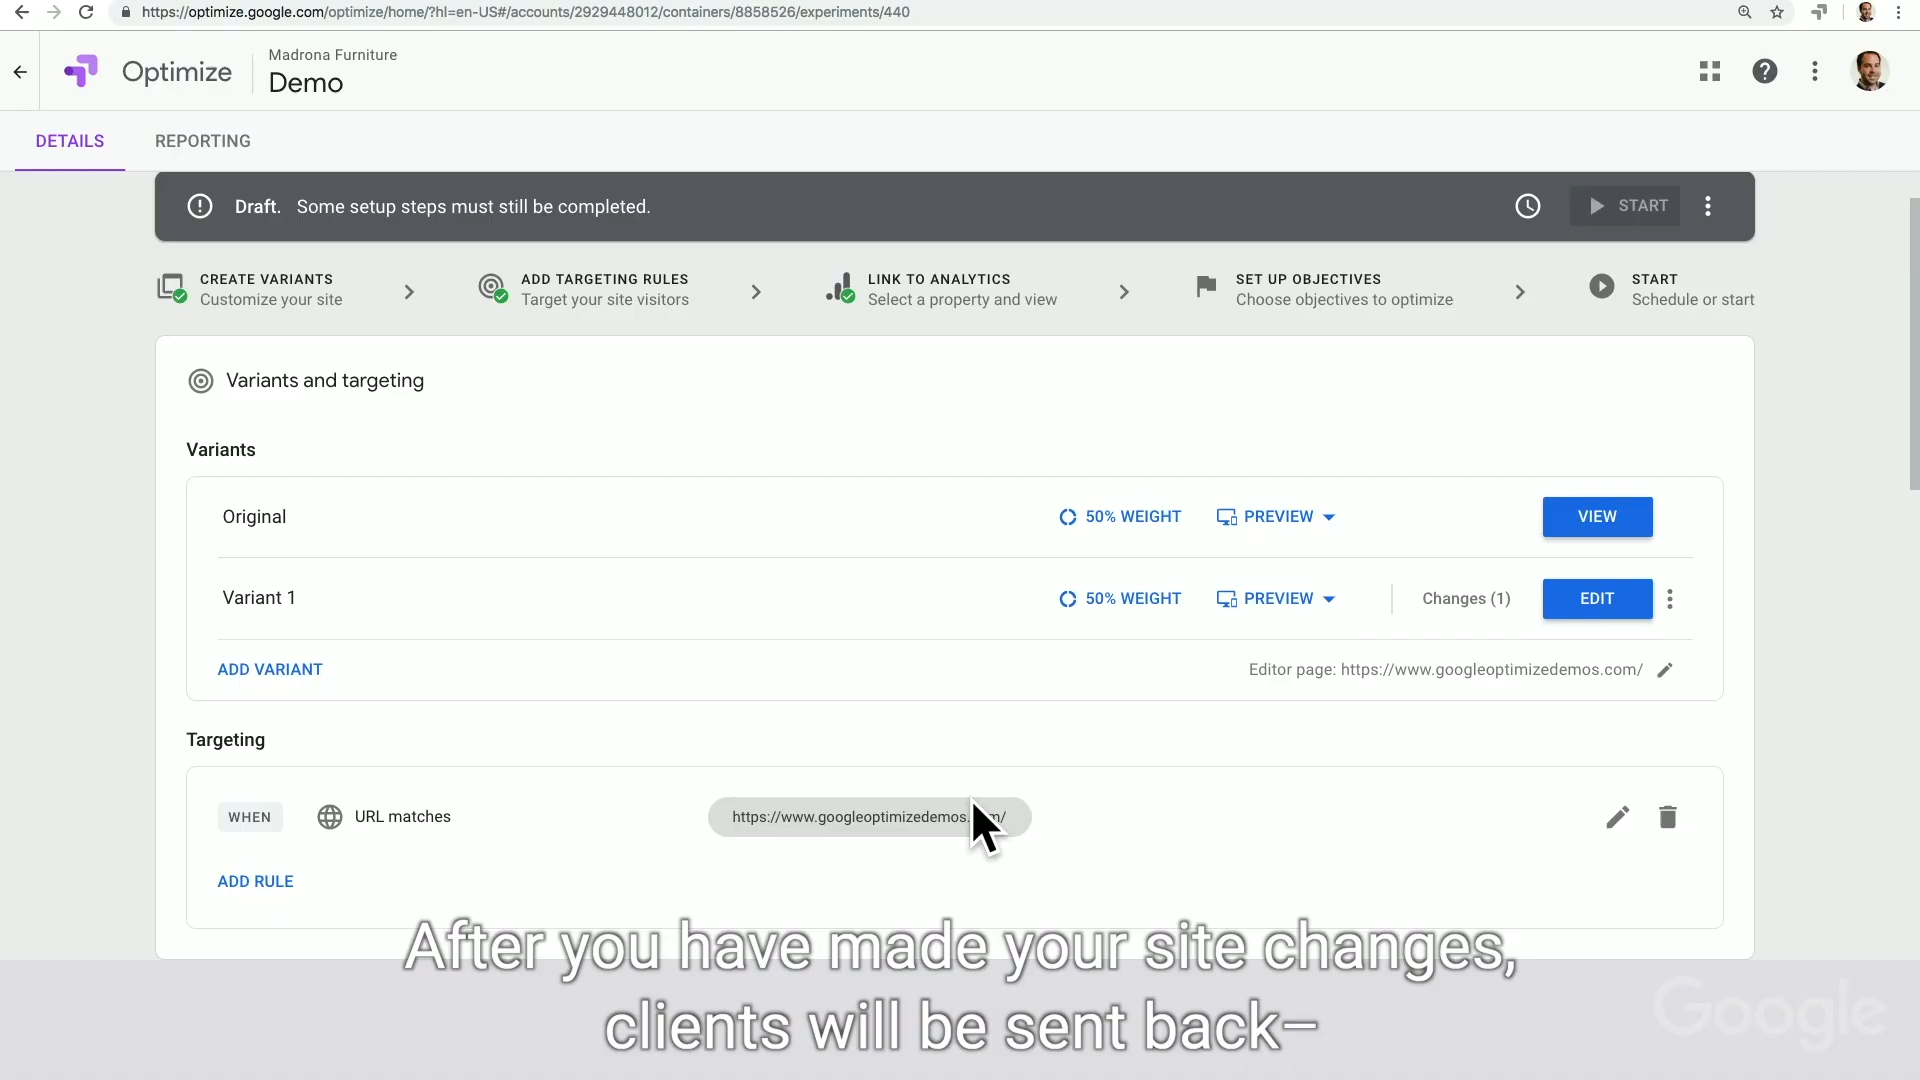 https://optimize.google.com/optimize/home/?hl=en-US#/accounts/2929448012/containers/8858526/experiments/440
Optimize
Madrona Furniture
Demo
DETAILS
REPORTING
Draft. Some setup steps must still be completed.
START
CREATE VARIANTS
Customize your site
ADD TARGETING RULES
Target your site visitors
LINK TO ANALYTICS
Select a property and view
SET UP OBJECTIVES
Choose objectives to optimize
START
Schedule or start
Variants and targeting
Variants
Original
50% WEIGHT
PREVIEW
VIEW
Variant 1
50% WEIGHT
PREVIEW
Changes (1)
EDIT
ADD VARIANT
Editor page: https://www.googleoptimizedemos.com/
Targeting
WHEN
URL matches
https://www.googleoptimizedemos. m/
ADD RULE
After you have made your site changes,
clients will be sent back–
Google